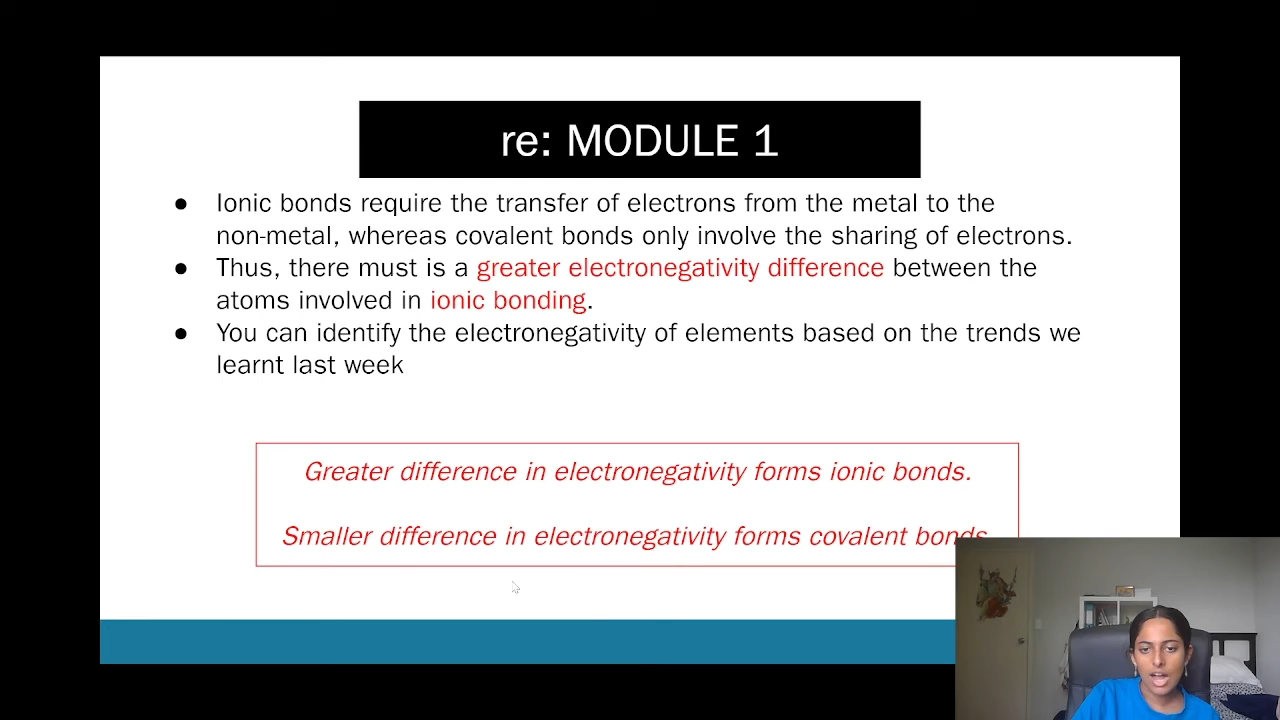 re: MODULE 1
● Ionic bonds require the transfer of electrons from the metal to the
non-metal, whereas covalent bonds only involve the sharing of electrons.
● Thus, there must is a greater electronegativity difference between the
atoms involved in ionic bonding.
● You can identify the electronegativity of elements based on the trends we
learnt last week
Greater difference in electronegativity forms ionic bonds.
Smaller difference in electronegativity forms covalent bonds